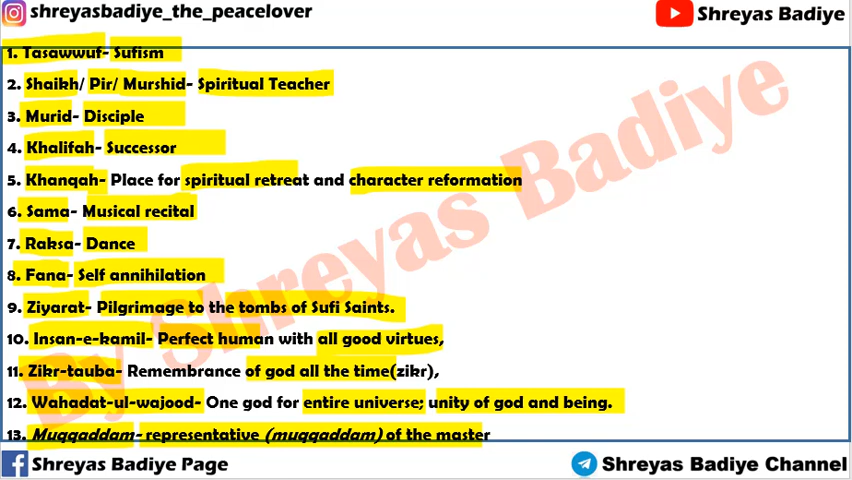 shreyasbadiye_the_peacelover
Shreyas Badiye
1. Tasawwuf- Sufism
2. Shaikh/ Pir/ Murshid- Spiritual Teacher
3. Murid- Disciple
4. Khalifah- Successor
5. Khanqah- Place for spiritual retreat and character reformation
6. Sama- Musical recital
7. Raksa- Dance
8. Fana- Self annihilation
9. Ziyarat- Pilgrimage to the tombs of Sufi Saints.
10. Insan-e-kamil- Perfect human with all good virtues,
11. Zikr-tauba- Remembrance of god all the time(zikr),
12. Wahadat-ul-wajood- One god for entire universe; unity of god and being.
13. Muqqaddam- representative (muqqaddam) of the master
By Shreyas Badiye
Shreyas Badiye Page
Shreyas Badiye Channel